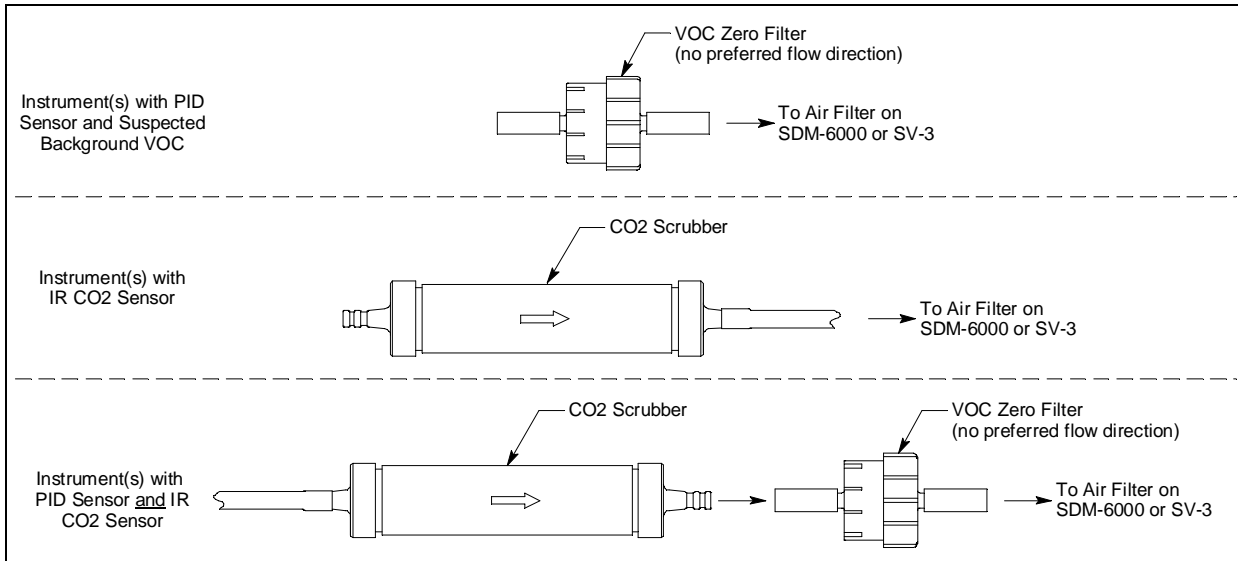 VOC Zero Filter
(no preferred flow direction)
Instrument(s) with PID
Sensor and Suspected
Background VOC
To Air Filter on
SDM-6000 or SV-3
CO2 Scrubber
Instrument(s) with
IR CO2 Sensor
To Air Filter on
SDM-6000 or SV-3
CO2 Scrubber
VOC Zero Filter
(no preferred flow direction)
Instrument(s) with
PID Sensor and IR
CO2 Sensor
To Air Filter on
SDM-6000 or SV-3